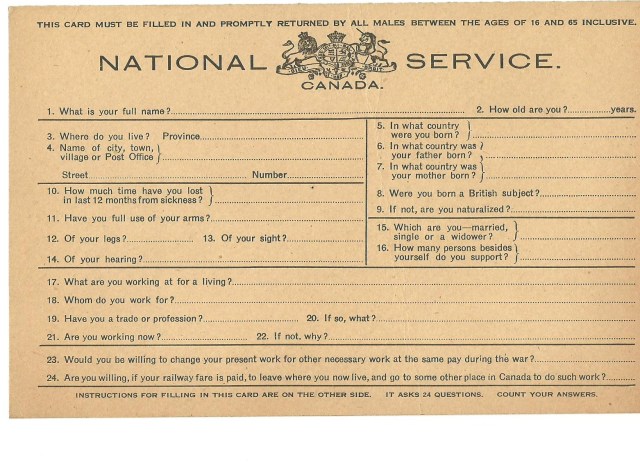 THIS CARD MUST BE FILLED IN AND PROMPTLY RETURNED BY ALL MALES BETWEEN THE AGES OF 16 AND 65 INCLUSIVE.
NATIONAL SERVICE.
CANADA.
1. What is your full name? 2. How old are you? years.
3. Where do you live? Province
4. Name of city, town,
village or Post Office
Street Number
5. In what country
were you born?
6. In what country was
your father born?
7. In what country was
your mother born?
8. Were you born a British subject?
9. If not, are you naturalized?
10. How much time have you lost
in last 12 months from sickness?
11. Have you full use of your arms?
12. Of your legs? 13. Of your sight?
14. Of your hearing?
15. Which are you—married,
single or a widower?
16. How many persons besides
yourself do you support?
17. What are you working at for a living?
18. Whom do you work for?
19. Have you a trade or profession? 20. If so, what?
21. Are you working now? 22. If not, why?
23. Would you be willing to change your present work for other necessary work at the same pay during the war?
24. Are you willing, if your railway fare is paid, to leave where you now live, and go to some other place in Canada to do such work?
INSTRUCTIONS FOR FILLING IN THIS CARD ARE ON THE OTHER SIDE. IT ASKS 24 QUESTIONS. COUNT YOUR ANSWERS.